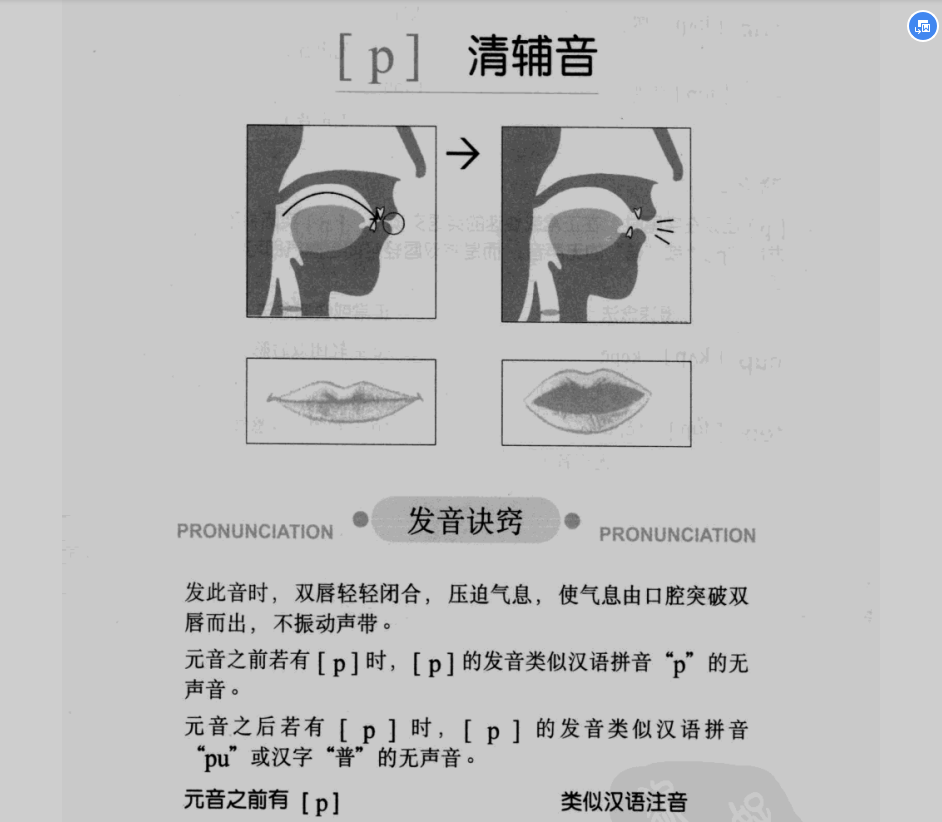 [ p ] 清辅音
PRONUNCIATION 发音诀窍 PRONUNCIATION
发此音时，双唇轻轻闭合，压迫气息，使气息由口腔突破双
唇而出，不振动声带。
元音之前若有 [ p ] 时， [ p ] 的发音类似汉语拼音 “p” 的无
声音。
元音之后若有 [ p ] 时， [ p ] 的发音类似汉语拼音
“pu” 或汉字 “普” 的无声音。
元音之前有 [ p ] 类似汉语注音